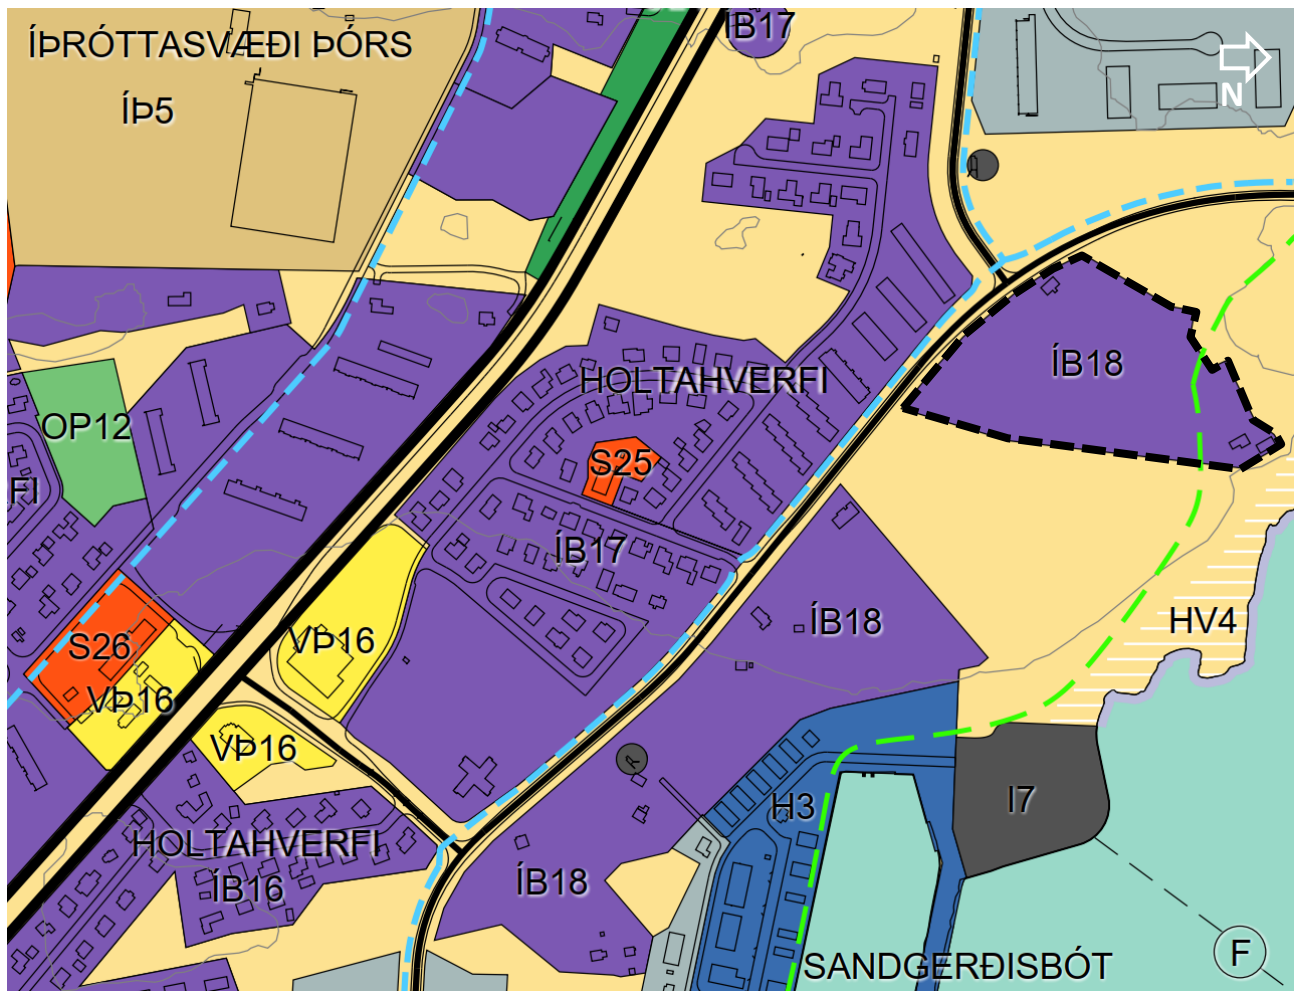 ÍB17
ÍÞRÓTTASVÆÐI ÞÓRS
ÍÞ5
N
ÍB18
HOLTAHVERFI
OP12
S25
FI
ÍB17
HV4
ÍB18
S26
VÞ16
VÞ16
VÞ16
I7
H3
HOLTAHVERFI
ÍB16
ÍB18
F
SANDGERÐISBÓT